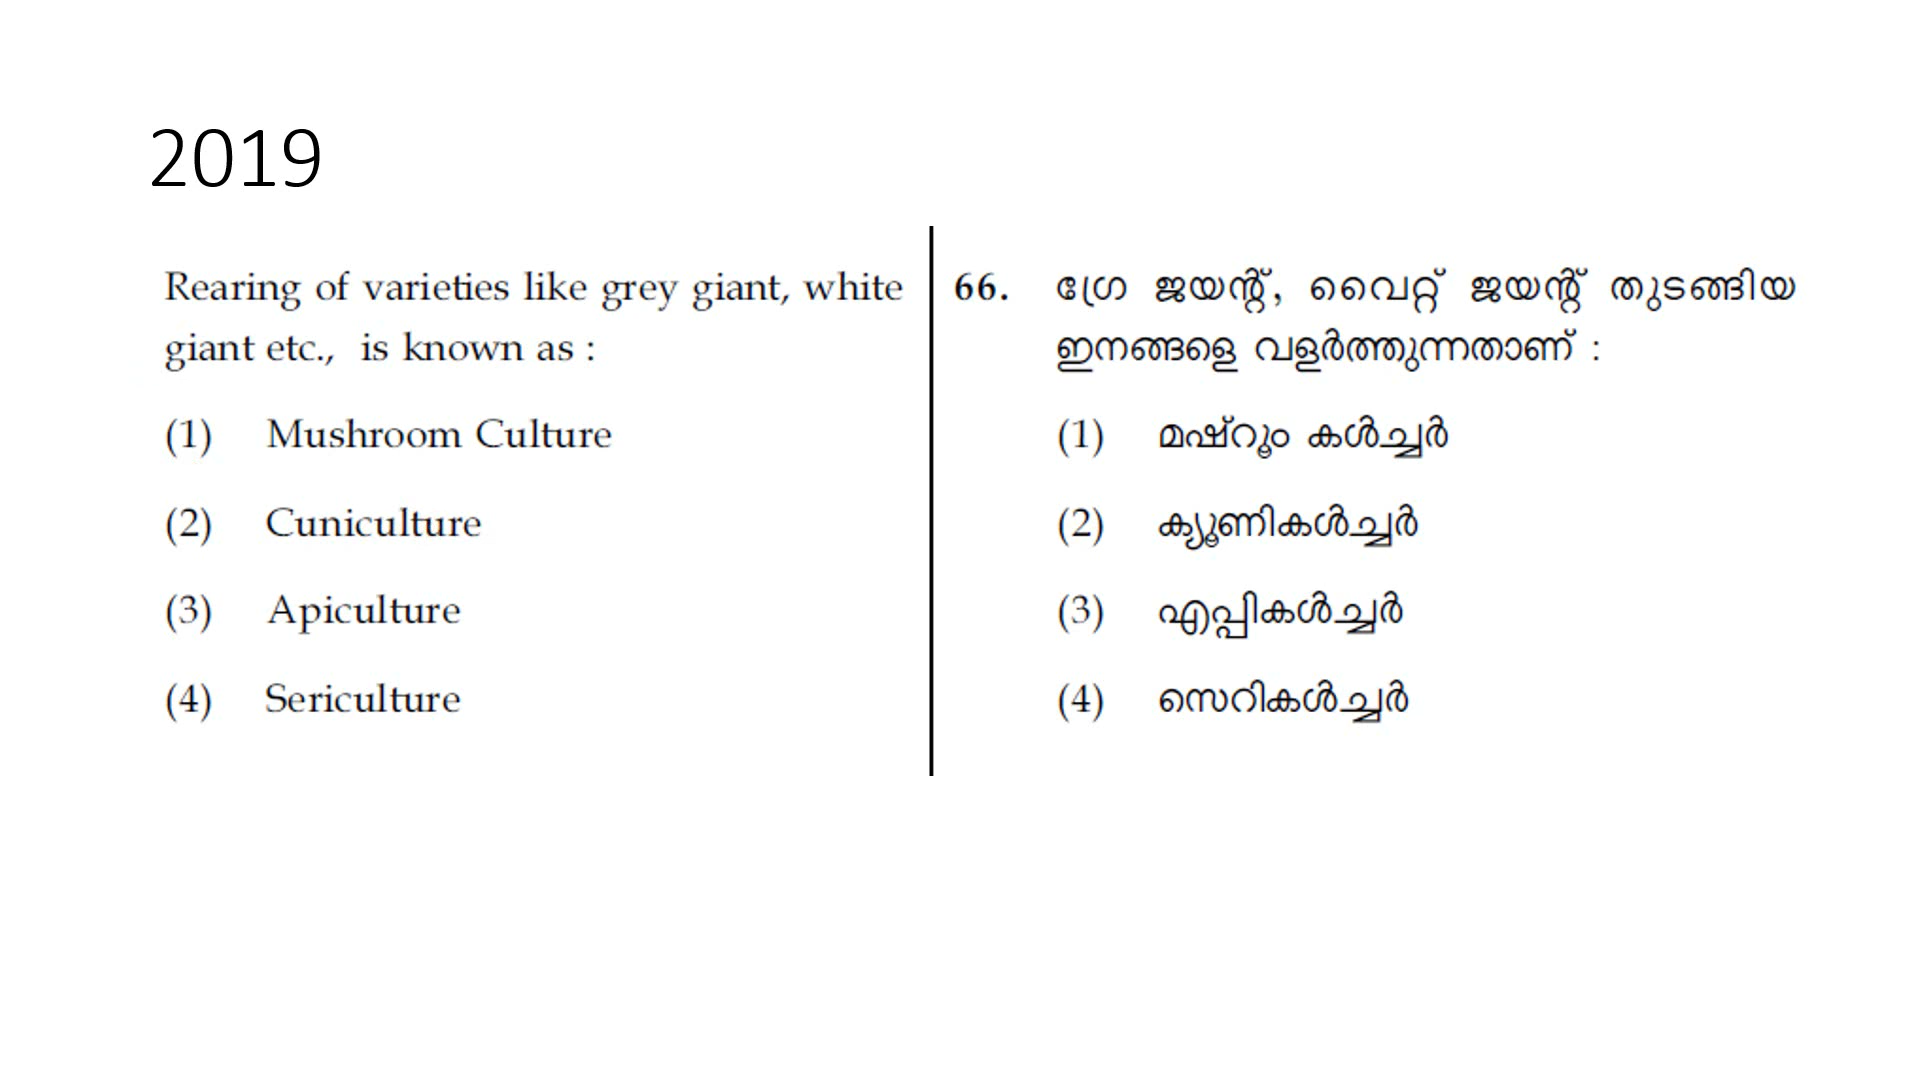 2019
Rearing of varieties like grey giant, white
giant etc., is known as :
(1) Mushroom Culture
(2) Cuniculture
(3) Apiculture
(4) Sericulture
66. ഗ്രേ ജയന്റ്, വൈറ്റ് ജയന്റ് തുടങ്ങിയ
ഇനങ്ങളെ വളർത്തുന്നതാണ് :
(1) മഷ്റൂം കൾച്ചർ
(2) ക്യൂണികൾച്ചർ
(3) എപ്പികൾച്ചർ
(4) സെറികൾച്ചർ